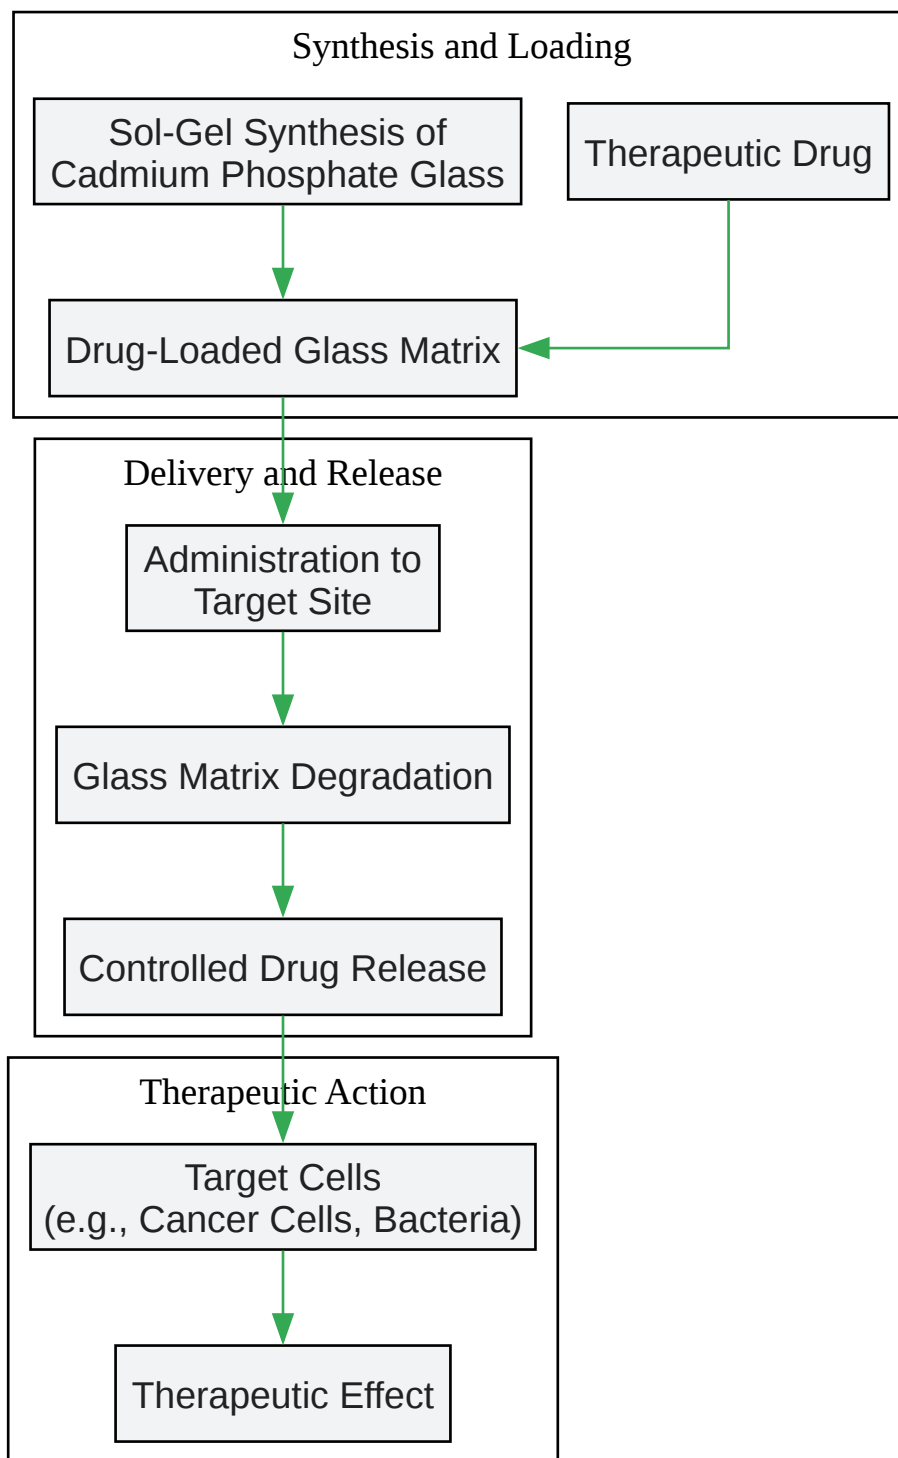 Synthesis and Loading
Sol-Gel Synthesis of
Cadmium Phosphate Glass
Therapeutic Drug
Drug-Loaded Glass Matrix
Delivery and Release
Administration to
Target Site
Glass Matrix Degradation
Controlled Drug Release
Therapeutic Action
Target Cells
(e.g., Cancer Cells, Bacteria)
Therapeutic Effect